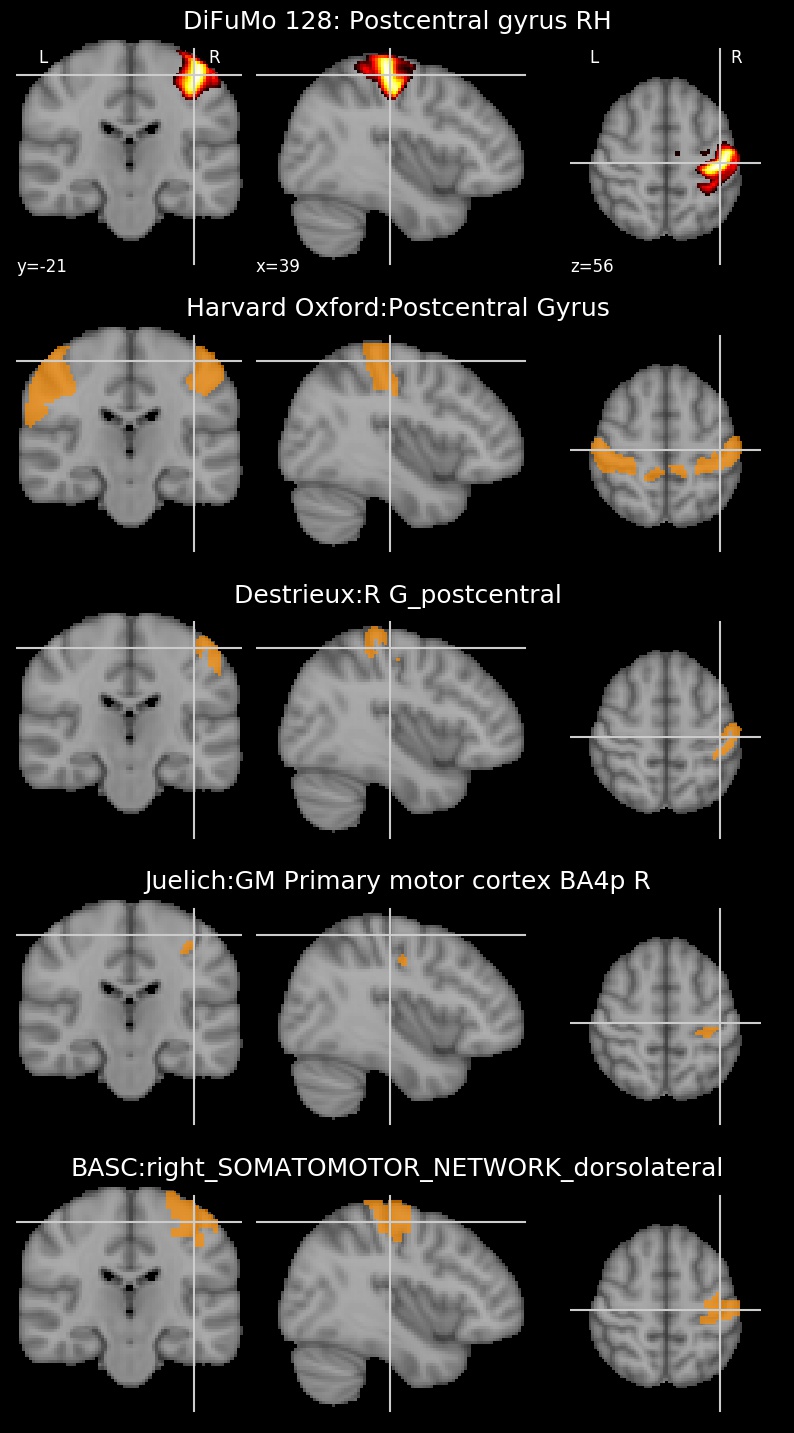 DiFuMo 128: Postcentral gyrus RH
L R L R
y=-21 x=39 z=56
Harvard Oxford:Postcentral Gyrus
Destrieux:R G_postcentral
Juelich:GM Primary motor cortex BA4p R
BASC:right_SOMATOMOTOR_NETWORK_dorsolateral